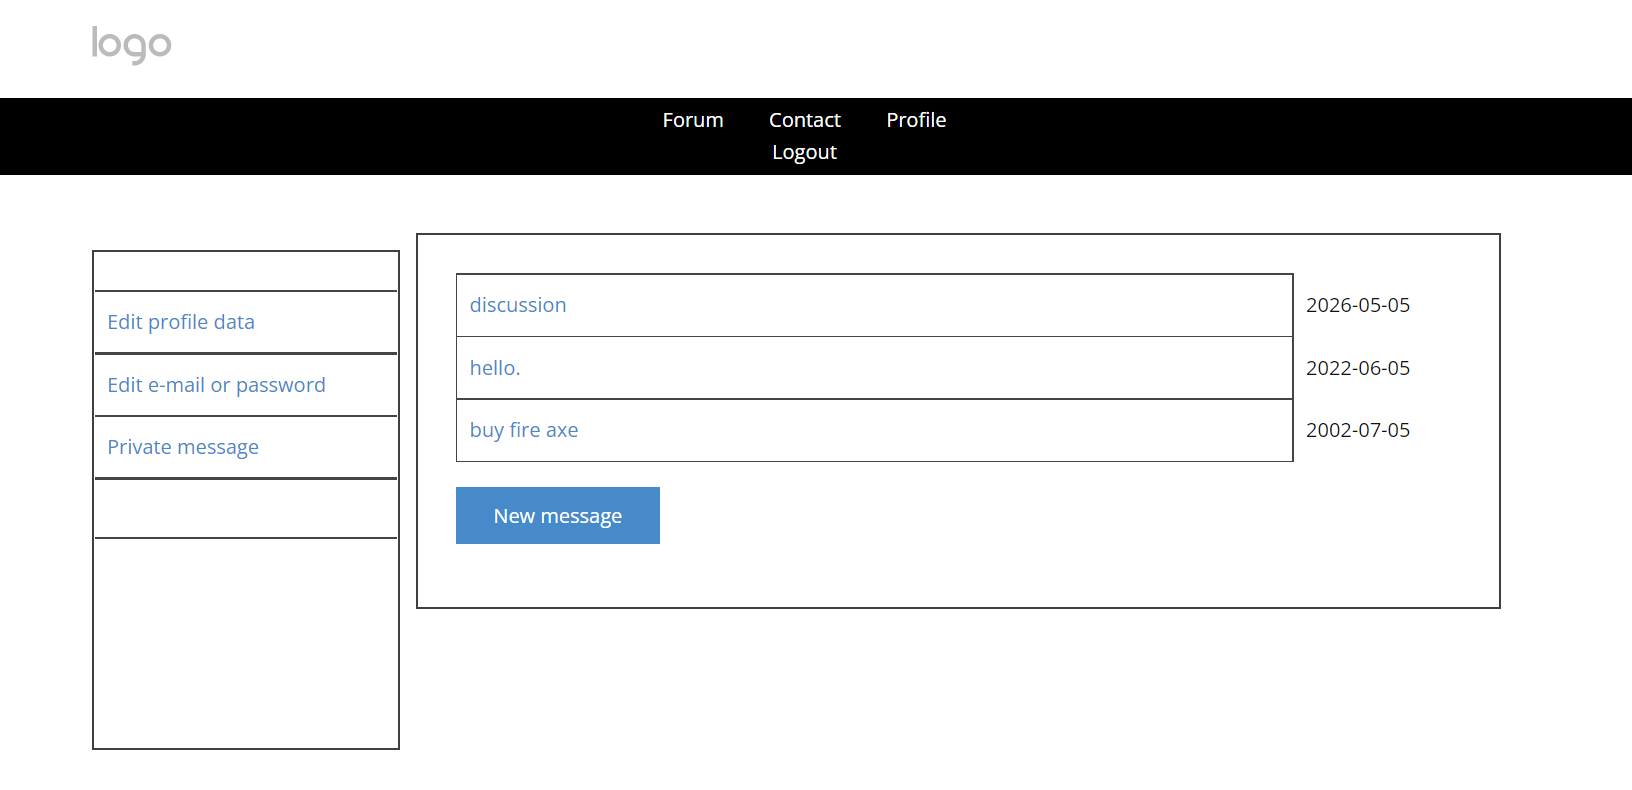 logo
Forum Contact Profile
Logout
Edit profile data
Edit e-mail or password
Private message
discussion 2026-05-05
hello. 2022-06-05
buy fire axe 2002-07-05
New message